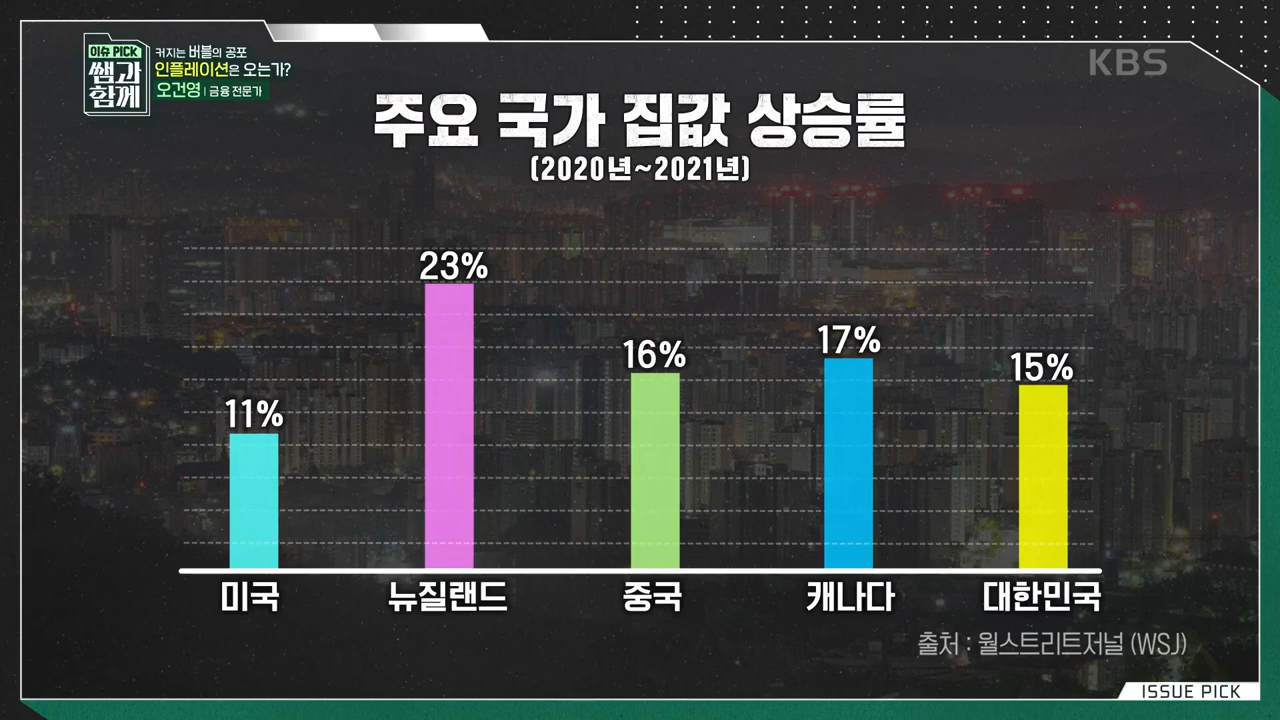 이슈 PICK
쌤과
함께
커지는 버블의 공포
인플레이션은 오는가?
오건영 | 금융 전문가
KBS
주요 국가 집값 상승률
(2020년~2021년)
11%
23%
16%
17%
15%
미국
뉴질랜드
중국
캐나다
대한민국
출처 : 월스트리트저널 (WSJ)
ISSUE PICK